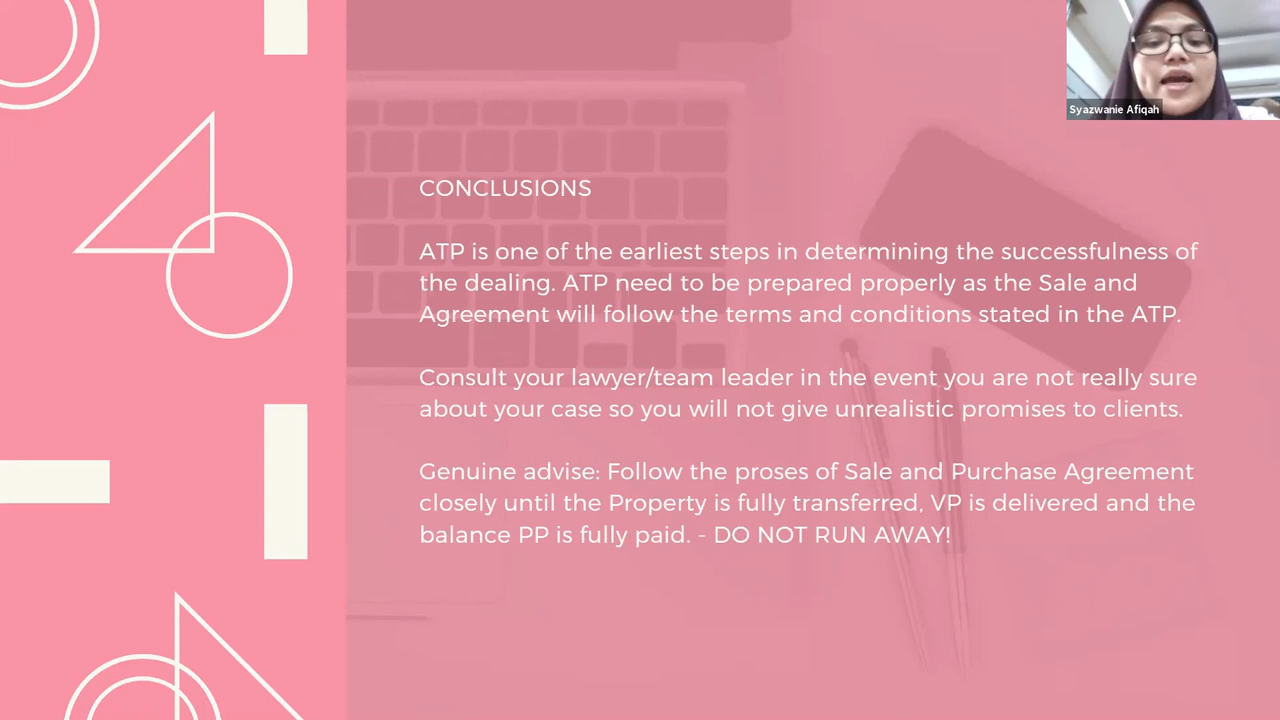 Syazwanie Afiqah
CONCLUSIONS
ATP is one of the earliest steps in determining the successfulness of
the dealing. ATP need to be prepared properly as the Sale and
Agreement will follow the terms and conditions stated in the ATP.
Consult your lawyer/team leader in the event you are not really sure
about your case so you will not give unrealistic promises to clients.
Genuine advise: Follow the proses of Sale and Purchase Agreement
closely until the Property is fully transferred, VP is delivered and the
balance PP is fully paid. - DO NOT RUN AWAY!